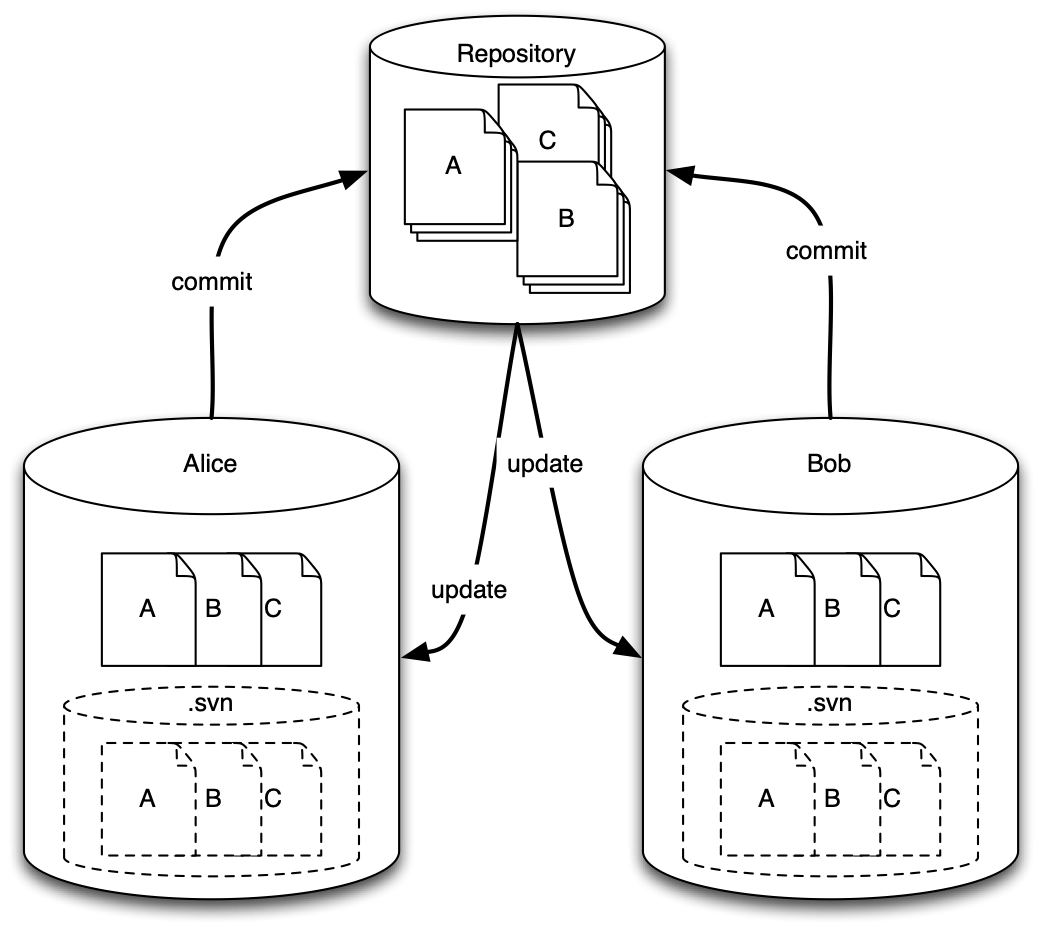 Repository
C
A
B
commit
commit
Alice
update
Bob
update
A B C
A B C
.svn
.svn
A B C
A B C